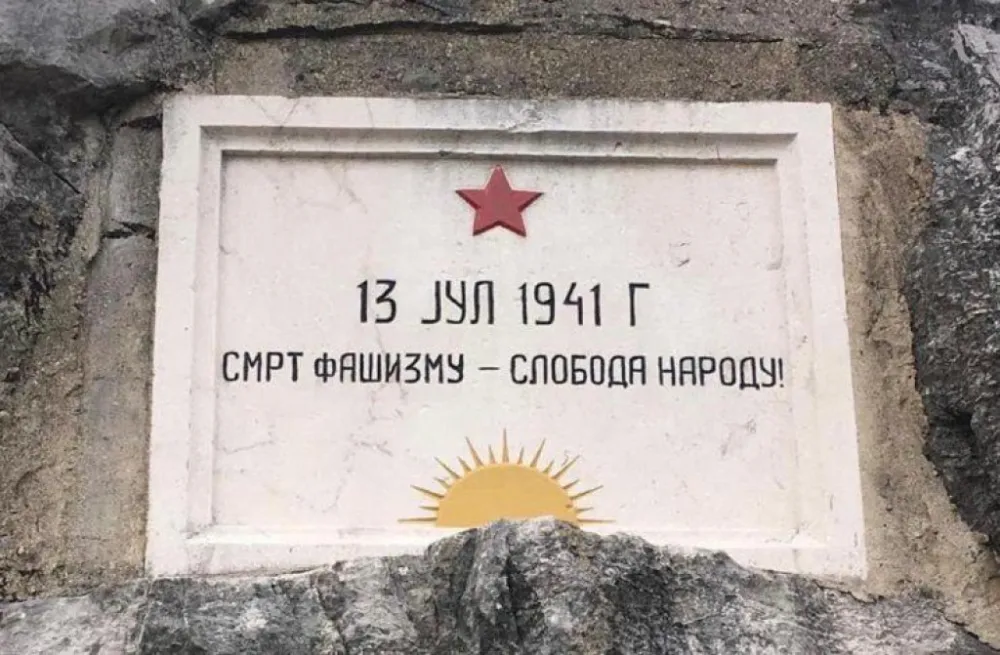 13 ЈУЛ 1941 Г
СМРТ ФАШИЗМУ – СЛОБОДА НАРОДУ!